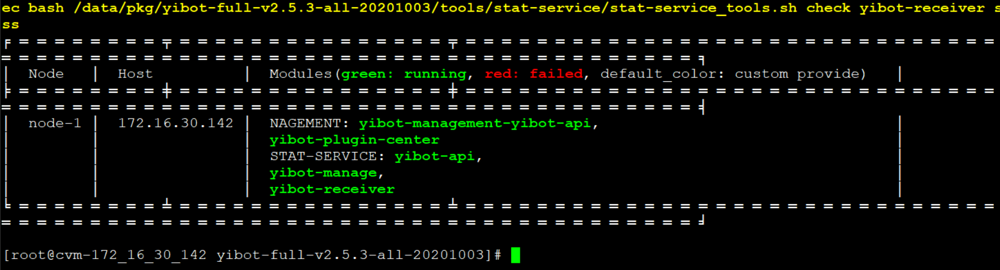 ec bash /data/pkg/yibot-full-v2.5.3-all-20201003/tools/stat-service/stat-service_tools.sh check yibot-receiver s
ss
╒ = = = = = = = = ╤ = = = = = = = = = = = = = = = ╤ = = = = = = = = = = = = = = = = = = = = = = = = = = = = = =
= = = = = = = = = = = = = = = = = = = = = = = = = = = = = = = = = = = = = = = ╕
| Node | Host | Modules(green: running, red: failed, default_color: custom provide) |
╞ = = = = = = = = ╪ = = = = = = = = = = = = = = = ╪ = = = = = = = = = = = = = = = = = = = = = = = = = = = = = =
= = = = = = = = = = = = = = = = = = = = = = = = = = = = = = = = = = = = = = = ╡
| node-1 | 172.16.30.142 | NAGEMENT: yibot-management-yibot-api, |
| | | yibot-plugin-center |
| | | STAT-SERVICE: yibot-api, |
| | | yibot-manage, |
| | | yibot-receiver |
╘ = = = = = = = = ╧ = = = = = = = = = = = = = = = ╧ = = = = = = = = = = = = = = = = = = = = = = = = = = = = = =
= = = = = = = = = = = = = = = = = = = = = = = = = = = = = = = = = = = = = = = ╛
[root@cvm-172_16_30_142 yibot-full-v2.5.3-all-20201003]#